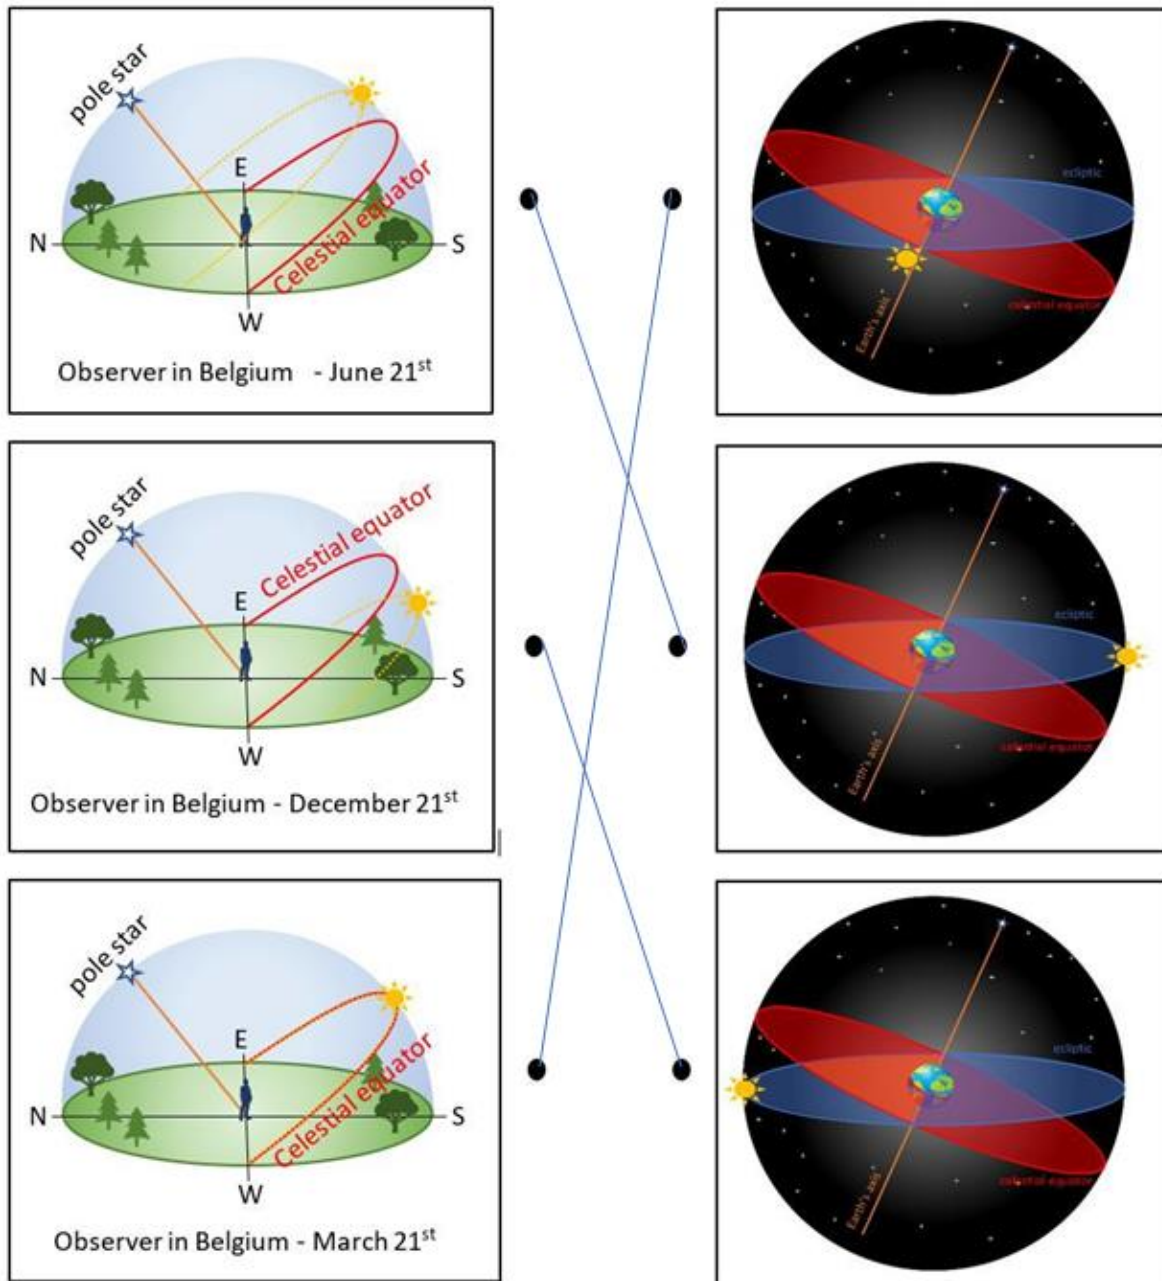 pole star
E
N
S
Celestial equator
W
Observer in Belgium - June 21st
ecliptic
celestial equator
Earth's axis
pole star
Celestial equator
E
N
S
W
Observer in Belgium - December 21st
ecliptic
celestial equator
Earth's axis
pole star
E
N
S
Celestial equator
W
Observer in Belgium - March 21st
ecliptic
celestial equator
Earth's axis